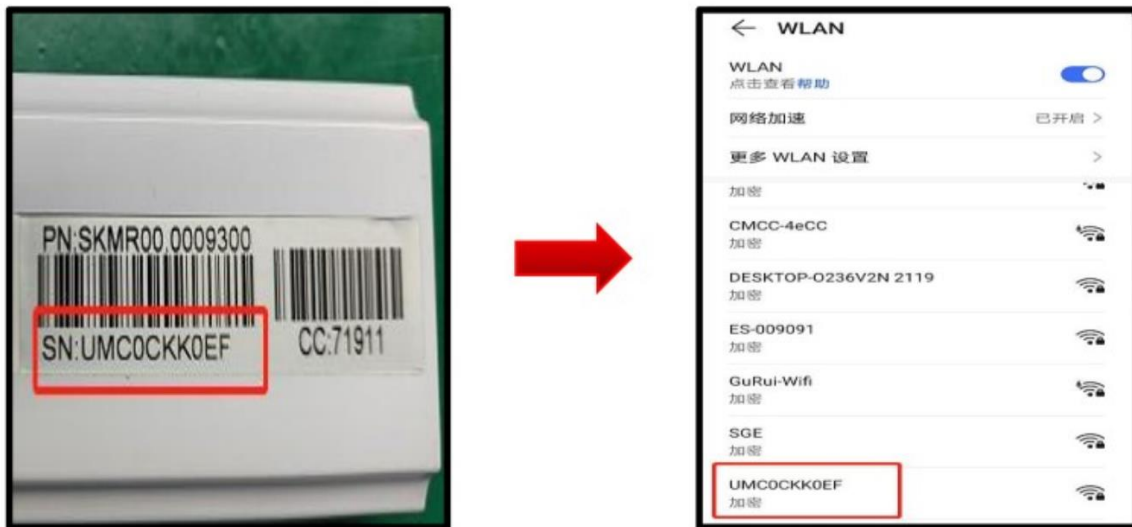 PN:SKMR00.0009300
SN:UMC0CKK0EF
CC:71911
WLAN
WLAN
点击查看帮助
网络加速 已开启 >
更多 WLAN 设置 >
加密
CMCC-4eCC
加密
DESKTOP-O236V2N 2119
加密
ES-009091
加密
GuRui-Wifi
加密
SGE
加密
UMC0CKK0EF
加密